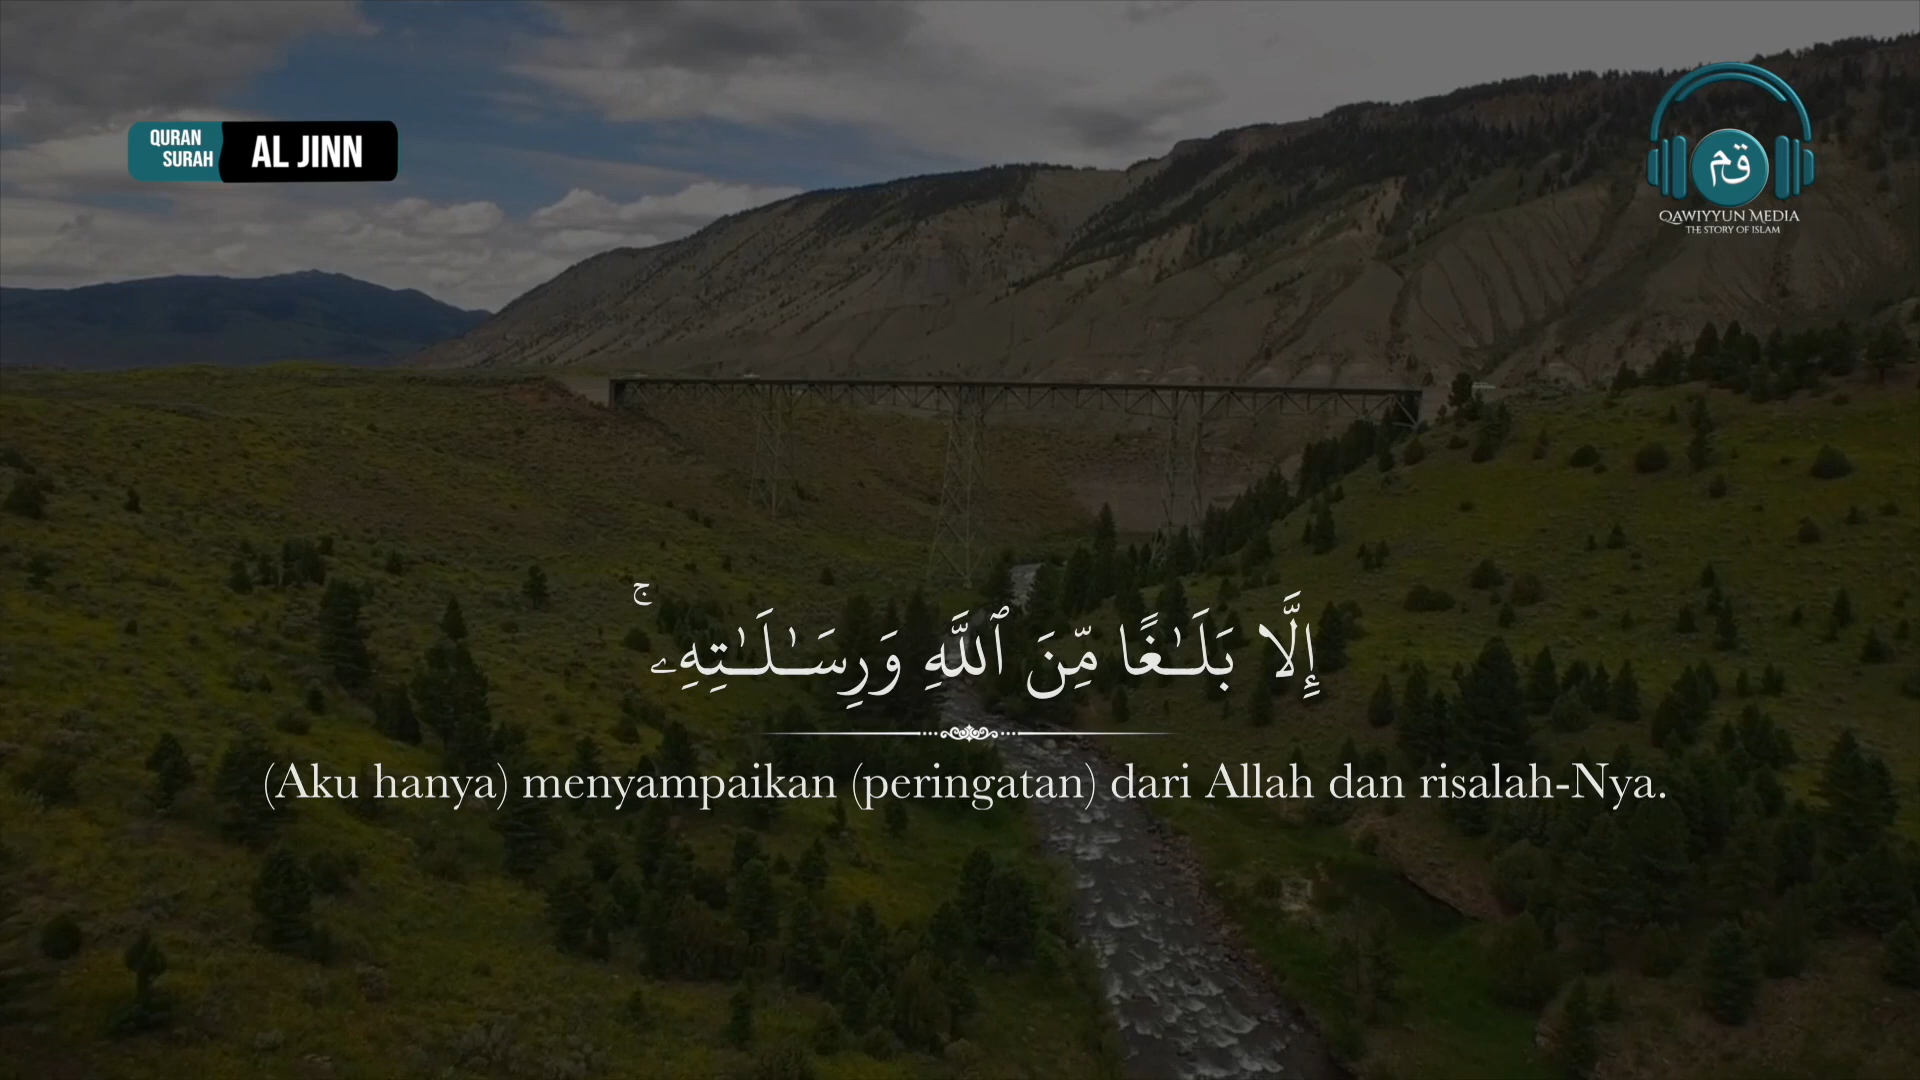 QURAN
SURAH
AL JINN
قم
QAWIYYUN MEDIA
THE STORY OF ISLAM
إِلَّا بَلَـٰغًا مِّنَ ٱللَّهِ وَرِسَـٰلَـٰتِهِۦ ۚ
(Aku hanya) menyampaikan (peringatan) dari Allah dan risalah-Nya.